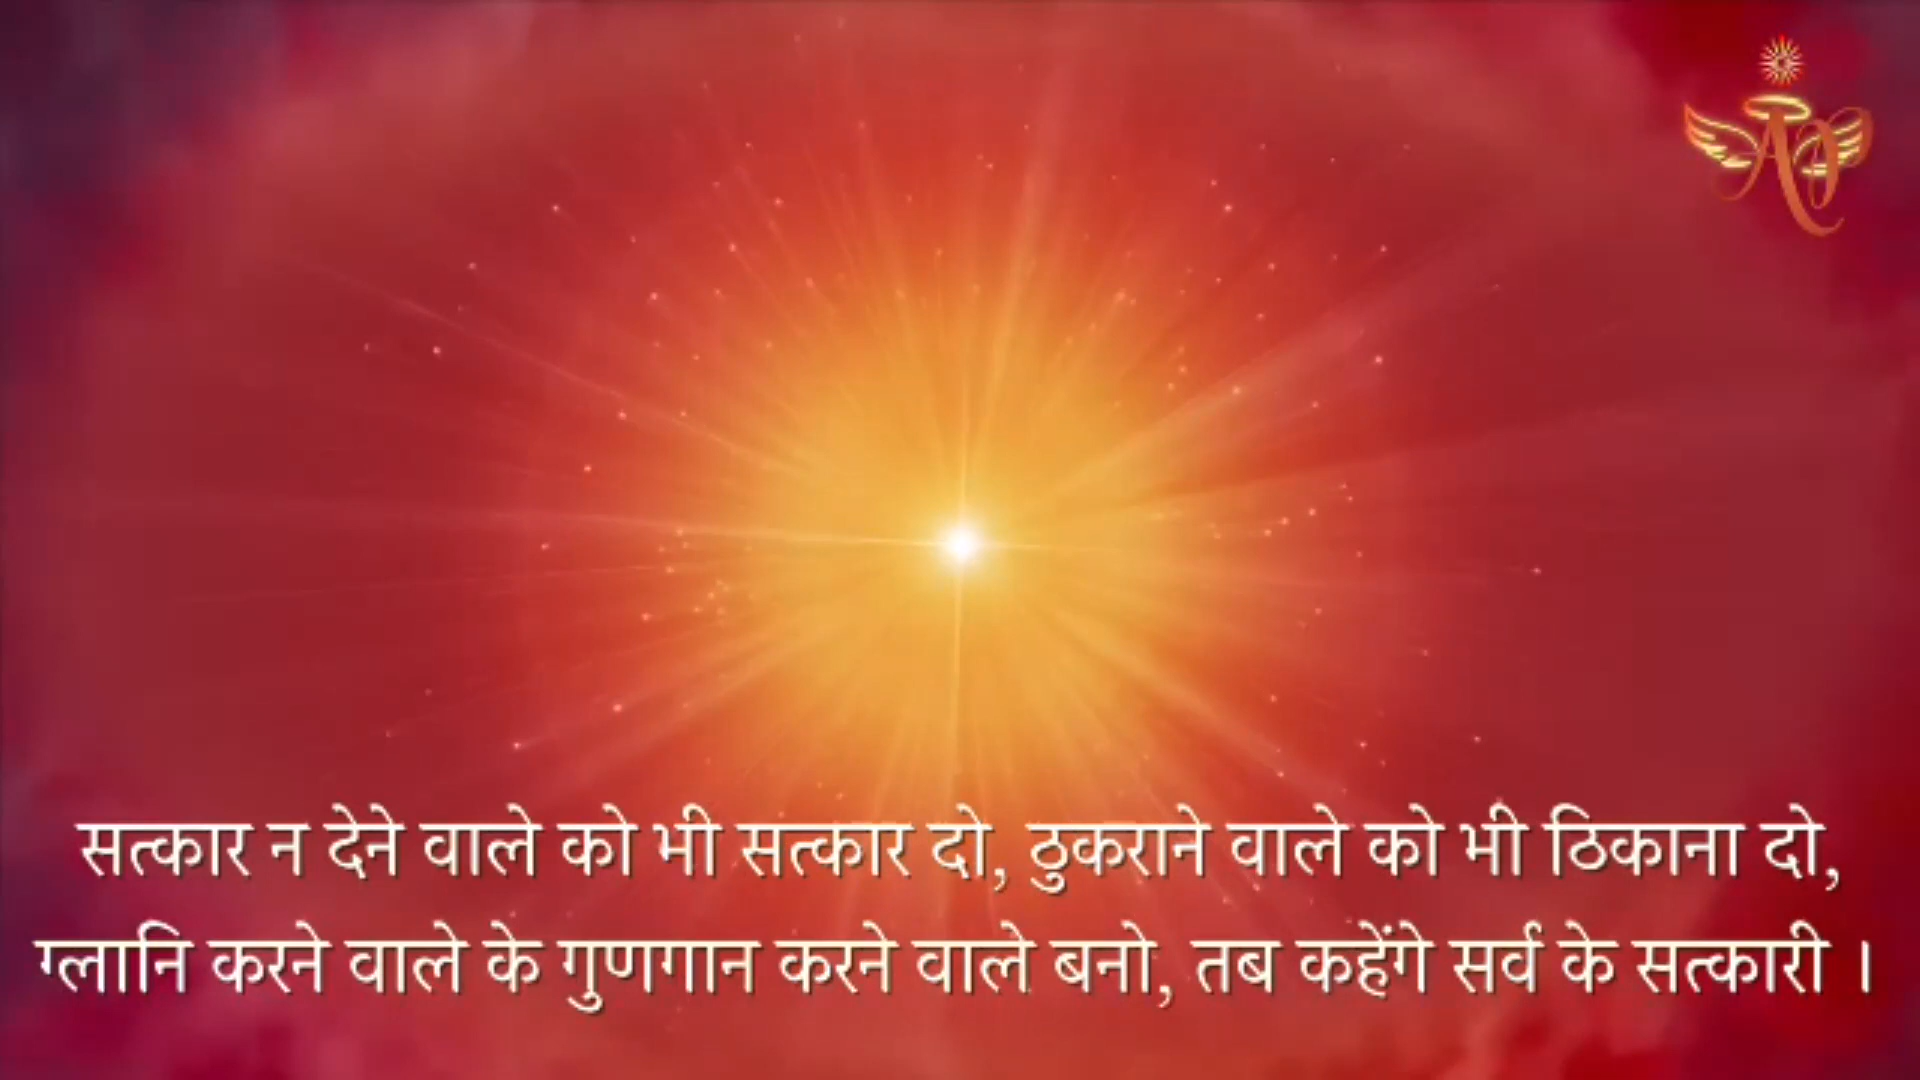 सत्कार न देने वाले को भी सत्कार दो, ठुकराने वाले को भी ठिकाना दो,
ग्लानि करने वाले के गुणगान करने वाले बनो, तब कहेंगे सर्व के सत्कारी ।